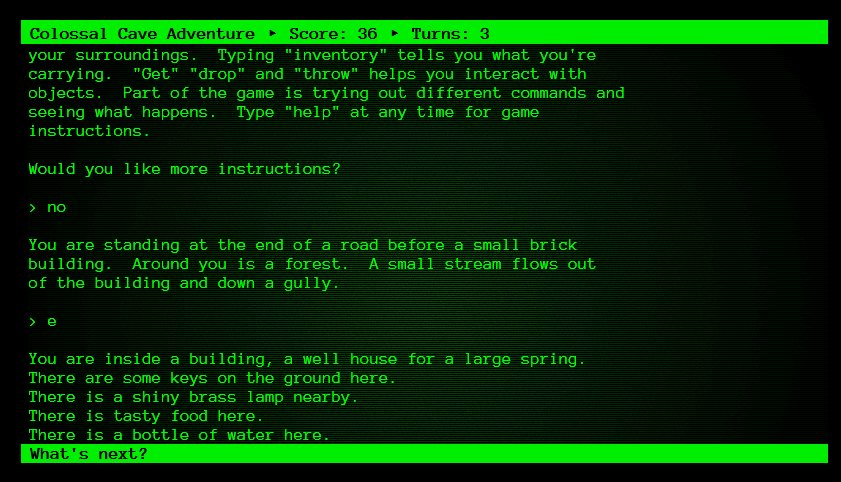 Colossal Cave Adventure ‣ Score: 36 ‣ Turns: 3
your surroundings.  Typing "inventory" tells you what you're
carrying.  "Get" "drop" and "throw" helps you interact with
objects.  Part of the game is trying out different commands and
seeing what happens.  Type "help" at any time for game
instructions.

Would you like more instructions?

> no

You are standing at the end of a road before a small brick
building.  Around you is a forest.  A small stream flows out
of the building and down a gully.

> e

You are inside a building, a well house for a large spring.
There are some keys on the ground here.
There is a shiny brass lamp nearby.
There is tasty food here.
There is a bottle of water here.
What's next?